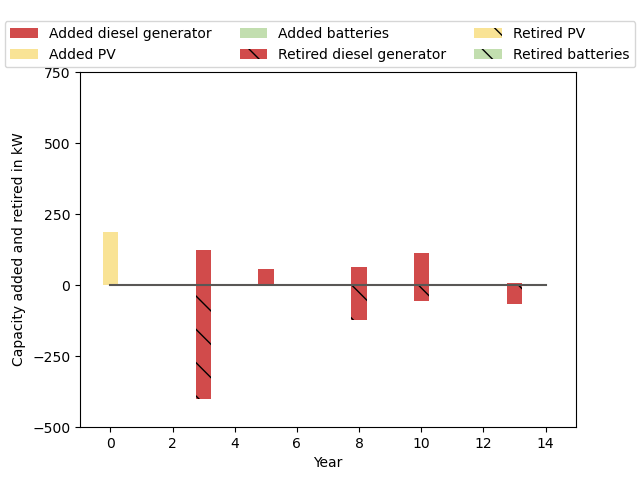 Added diesel generator Added batteries Retired PV
Added PV Retired diesel generator Retired batteries
750
500
250
0
−250
−500
Capacity added and retired in kW
0 2 4 6 8 10 12 14
Year